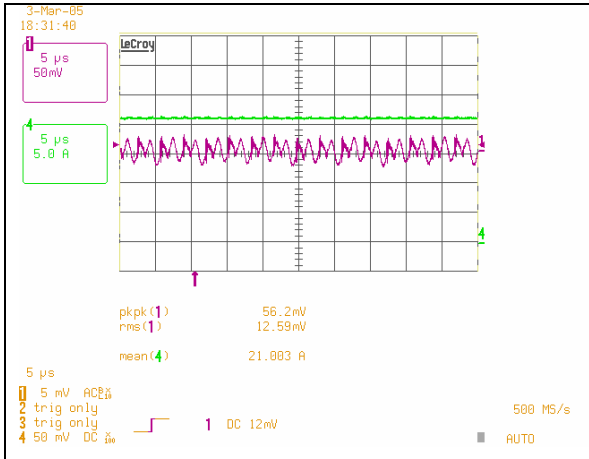 3-Mar-05
18:31:40
1
5 µs
50mV
LeCroy
4
5 µs
5.0 A
1
4
1
pkpk(1) 56.2mV
rms(1) 12.59mV
mean(4) 21.003 A
5 µs
1 5 mV AC
2 trig only
3 trig only
4 50 mV DC
1 DC 12mV
500 MS/s
AUTO